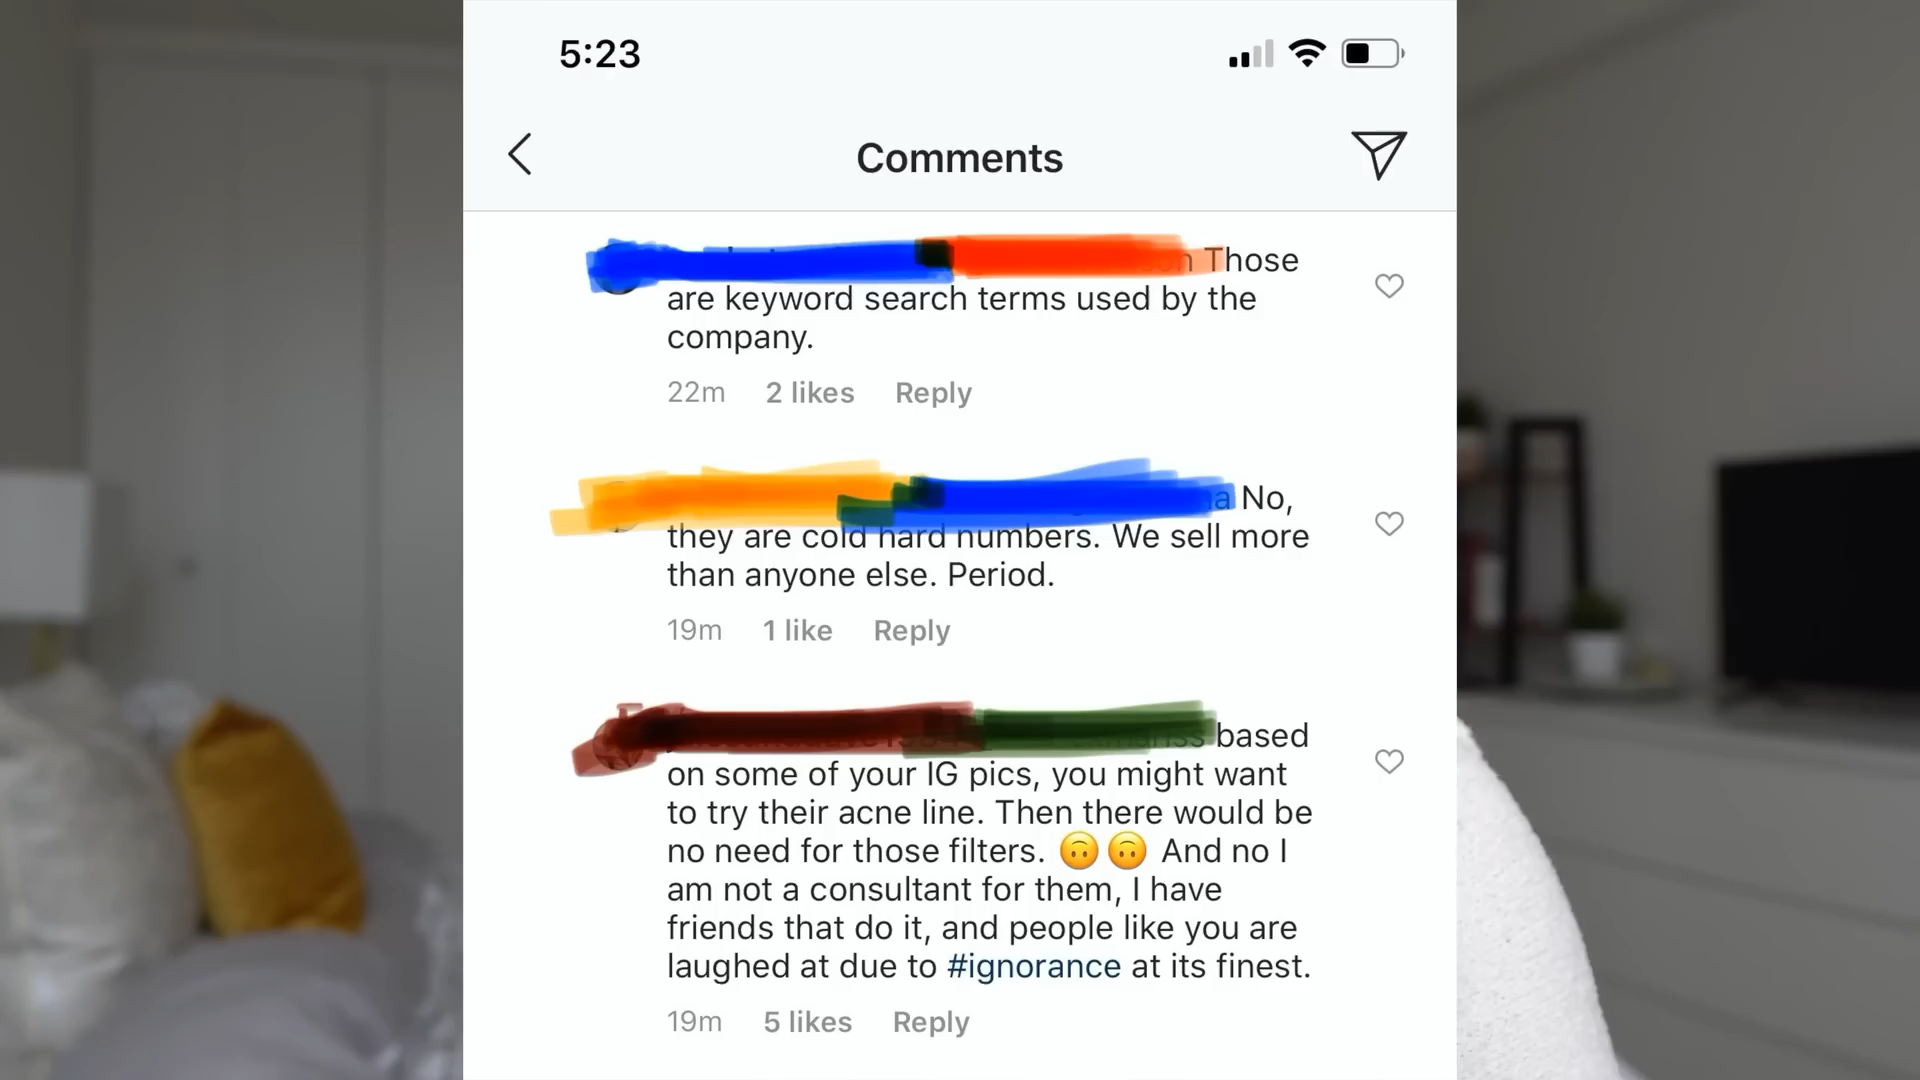 5:23
Comments
Those
are keyword search terms used by the
company.
22m 2 likes Reply
No,
they are cold hard numbers. We sell more
than anyone else. Period.
19m 1 like Reply
based
on some of your IG pics, you might want
to try their acne line. Then there would be
no need for those filters. 🙃 🙃 And no I
am not a consultant for them, I have
friends that do it, and people like you are
laughed at due to #ignorance at its finest.
19m 5 likes Reply